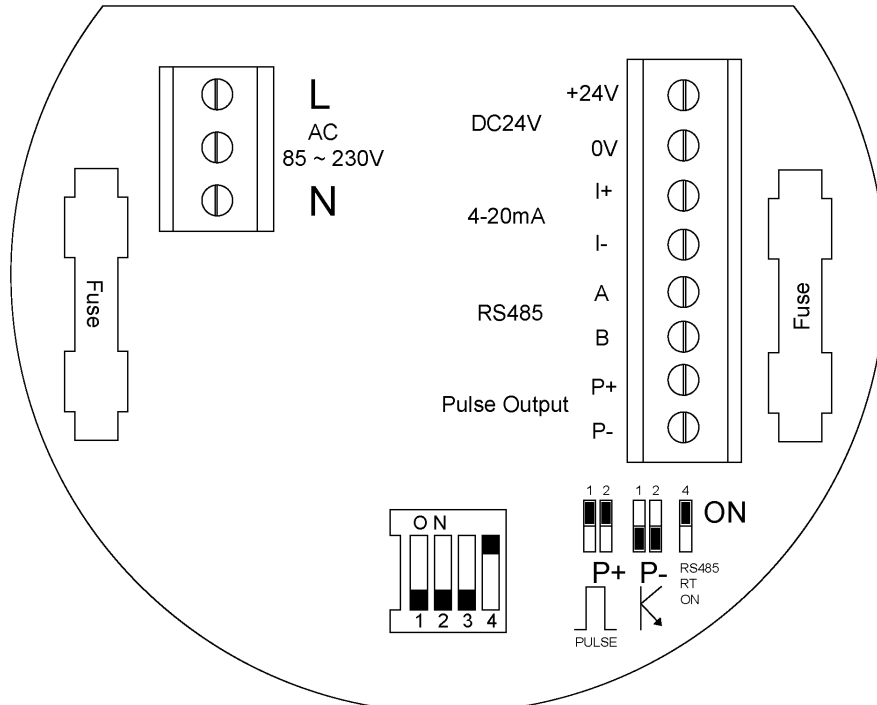 L
AC
85 ~ 230V
N
Fuse
DC24V
+24V
0V
4-20mA
I+
I-
RS485
A
B
Pulse Output
P+
P-
Fuse
ON
1 2 3 4
1 2 1 2 4
ON
P+ P- RS485
RT
ON
PULSE